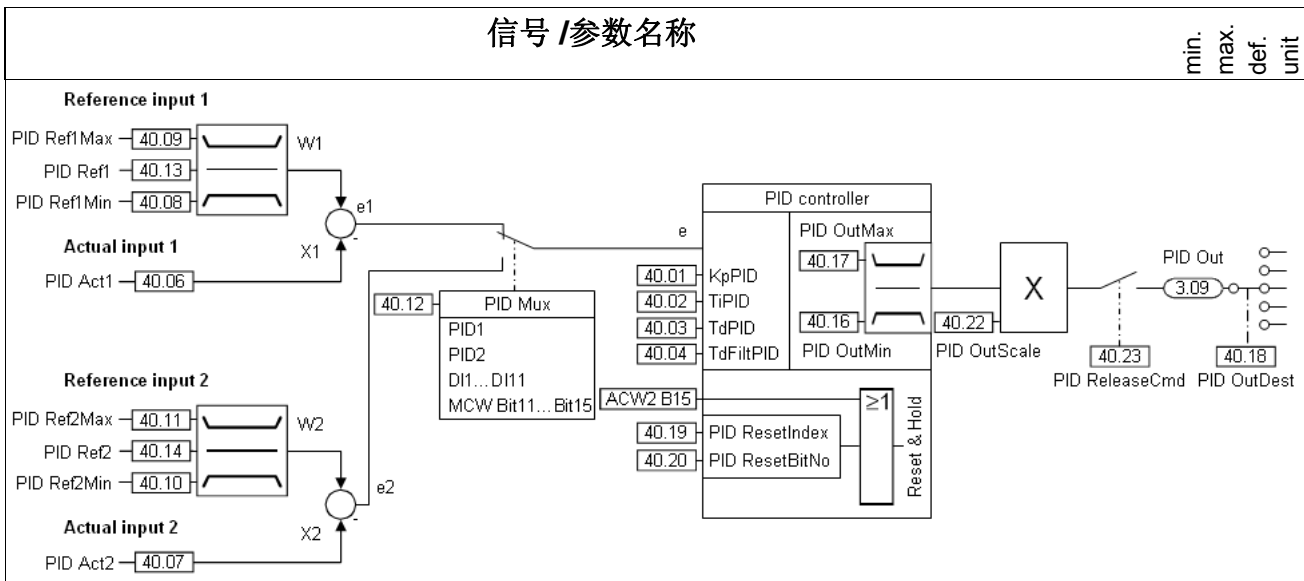 信号 /参数名称
min.
max.
def.
unit
Reference input 1
PID Ref1Max 40.09
W1
PID Ref1 40.13
PID Ref1Min 40.08
e1
-
Actual input 1
X1
PID Act1 40.06
40.12
PID Mux
PID1
PID2
DI1...DI11
MCW Bit11...Bit15
Reference input 2
PID Ref2Max 40.11
W2
PID Ref2 40.14
PID Ref2Min 40.10
e2
-
Actual input 2
X2
PID Act2 40.07
PID controller
e
40.01 KpPID
40.02 TiPID
40.03 TdPID
40.04 TdFiltPID
PID OutMax
40.17
40.16
PID OutMin
40.22
PID OutScale
X
ACW2 B15
40.19 PID ResetIndex
40.20 PID ResetBitNo
≥1
Reset & Hold
PID Out
3.09
40.23
PID ReleaseCmd
40.18
PID OutDest